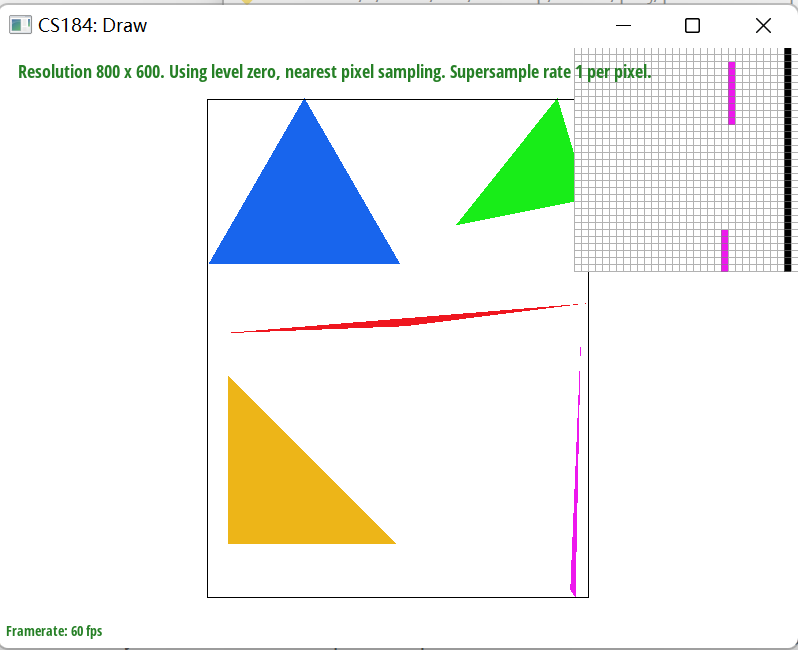 CS184: Draw
Resolution 800 x 600. Using level zero, nearest pixel sampling. Supersample rate 1 per pixel.
Framerate: 60 fps